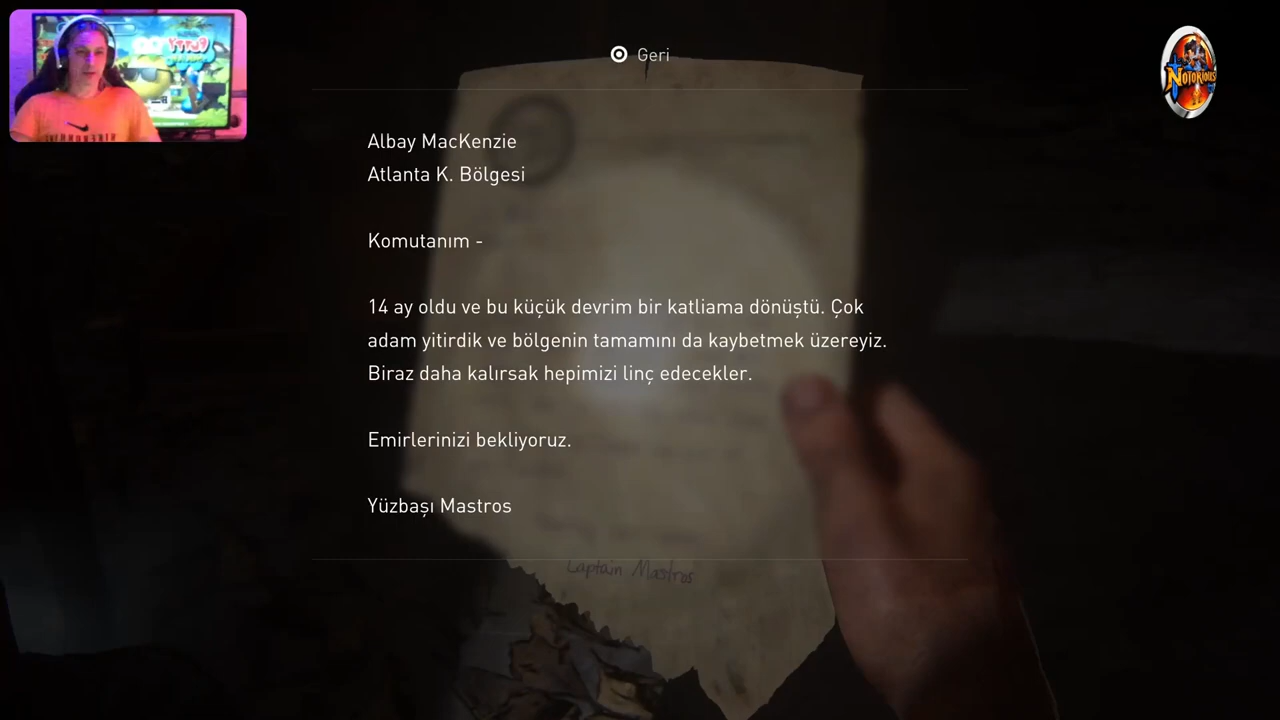 Geri
Albay MacKenzie
Atlanta K. Bölgesi
Komutanım -
14 ay oldu ve bu küçük devrim bir katliama dönüştü. Çok
adam yitirdik ve bölgenin tamamını da kaybetmek üzereyiz.
Biraz daha kalırsak hepimizi linç edecekler.
Emirlerinizi bekliyoruz.
Yüzbaşı Mastros
Captain Mastros
NOTORIOUS